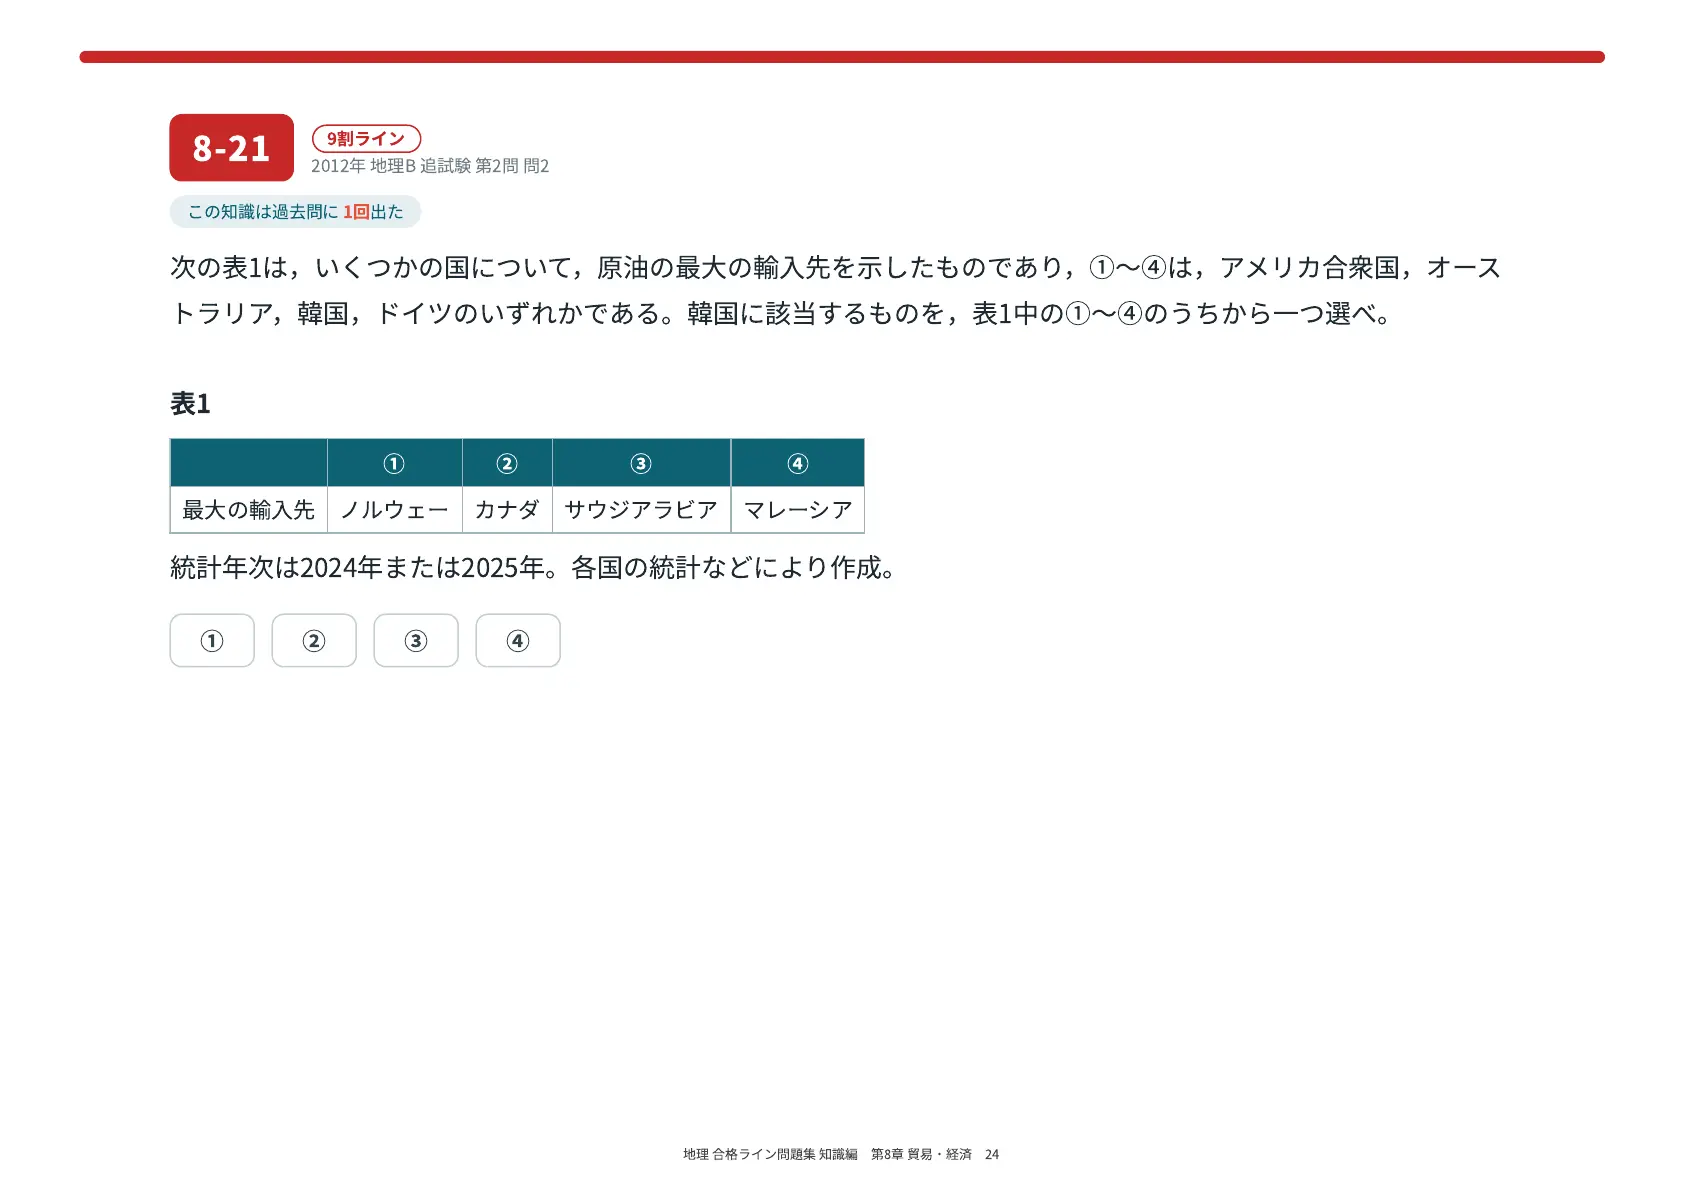 8-21
9割ライン
2012年 地理B 追試験 第2問 問2
この知識は過去問に 1回出た
次の表1は，いくつかの国について，原油の最大の輸入先を示したものであり，①～④は，アメリカ合衆国，オース
トラリア，韓国，ドイツのいずれかである。韓国に該当するものを，表1中の①～④のうちから一つ選べ。
表1
① ② ③ ④
最大の輸入先 ノルウェー カナダ サウジアラビア マレーシア
統計年次は2024年または2025年。各国の統計などにより作成。
① ② ③ ④
地理 合格ライン問題集 知識編　第8章 貿易・経済　24